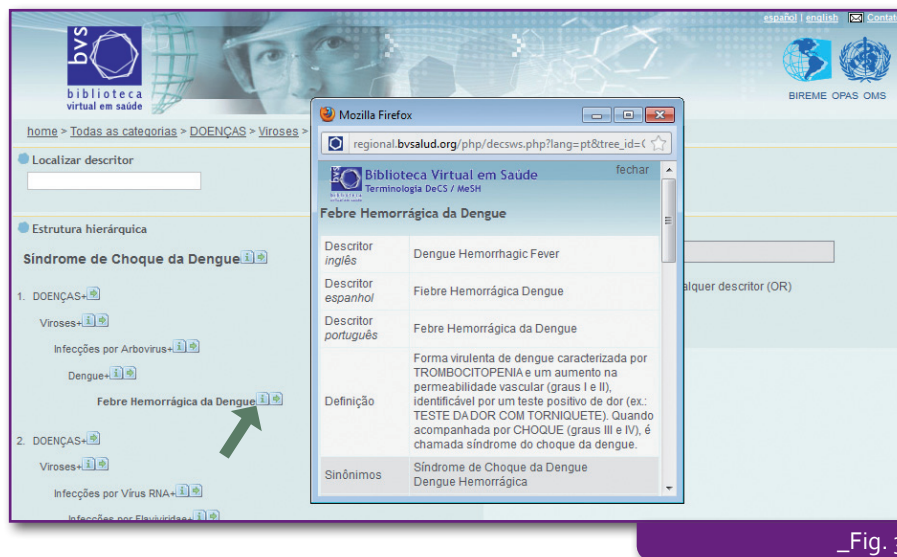 español | english Contat
bvs
biblioteca
virtual em saúde
BIREME OPAS OMS
home > Todas as categorias > DOENÇAS > Viroses >
Localizar descritor
Estrutura hierárquica
Síndrome de Choque da Dengue
1. DOENÇAS+
Viroses+
Infecções por Arbovirus+
Dengue+
Febre Hemorrágica da Dengue
2. DOENÇAS+
Viroses+
Infecções por Vírus RNA+
Infecções por Flaviviridae+
alquer descritor (OR)
Mozilla Firefox
regional.bvsalud.org/php/decsws.php?lang=pt&tree_id=(
Biblioteca Virtual em Saúde
fechar
Terminologia DeCS / MeSH
Febre Hemorrágica da Dengue
Descritor
inglês
Dengue Hemorrhagic Fever
Descritor
espanhol
Fiebre Hemorrágica Dengue
Descritor
português
Febre Hemorrágica da Dengue
Definição
Forma virulenta de dengue caracterizada por
TROMBOCITOPENIA e um aumento na
permeabilidade vascular (graus I e II),
identificável por um teste positivo de dor (ex.:
TESTE DADOR COM TORNIQUETE). Quando
acompanhada por CHOQUE (graus III e IV), é
chamada síndrome do choque da dengue.
Sinônimos
Síndrome de Choque da Dengue
Dengue Hemorrágica
_Fig.